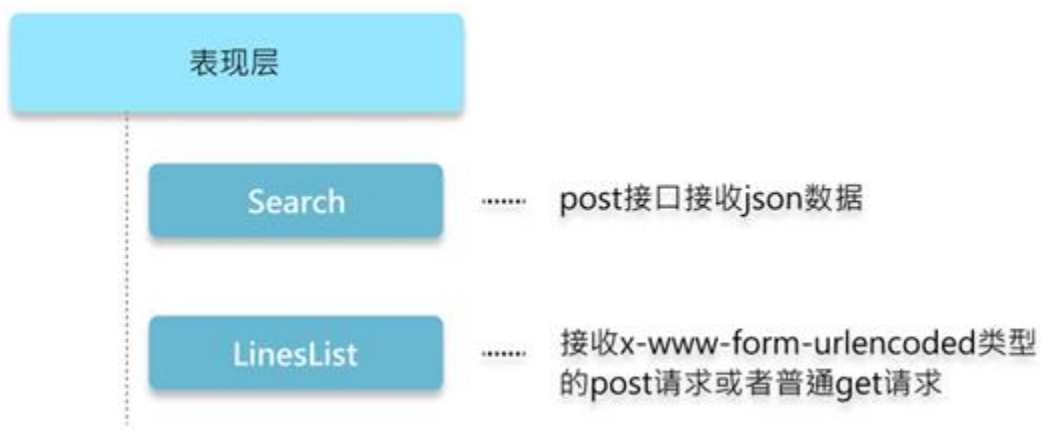 表现层
Search
post接口接收json数据
LinesList
接收x-www-form-urlencoded类型
的post请求或者普通get请求